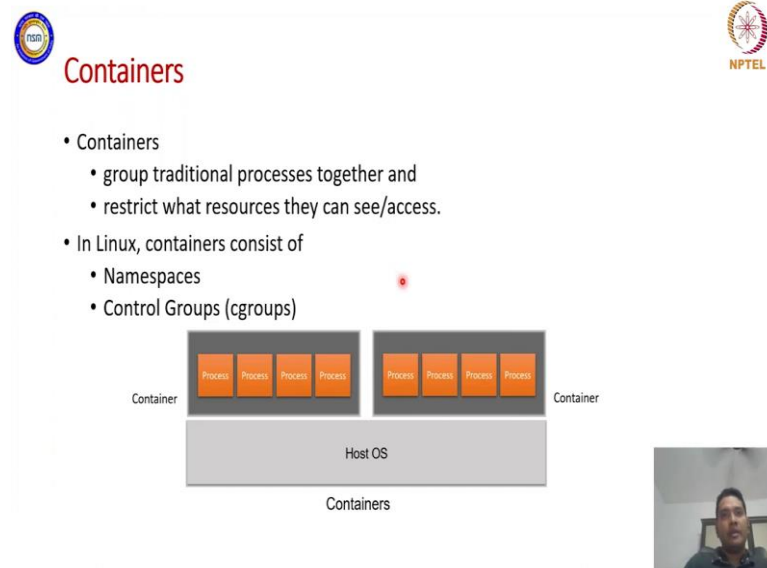 nsm
NPTEL
Containers
• Containers
• group traditional processes together and
• restrict what resources they can see/access.
• In Linux, containers consist of
• Namespaces
• Control Groups (cgroups)
Process Process Process Process Process Process Process Process
Container Container
Host OS
Containers